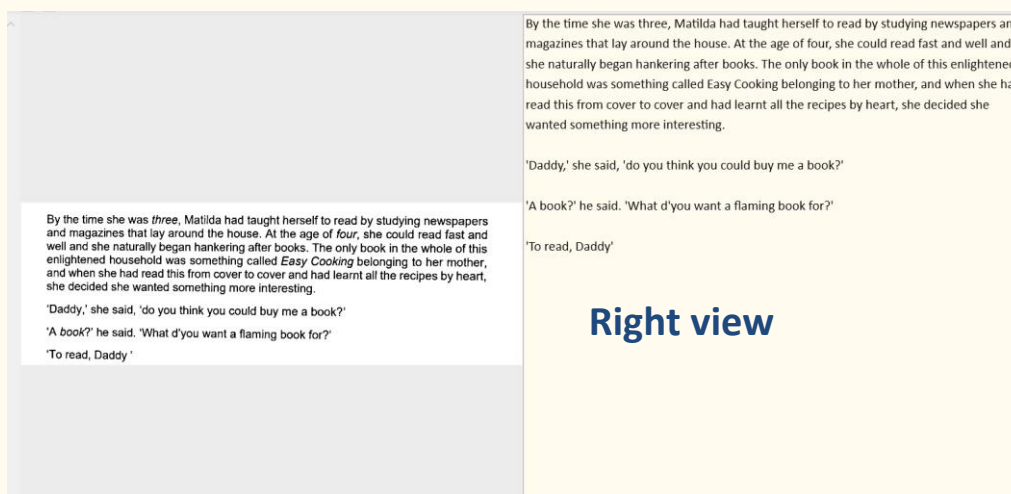 By the time she was three, Matilda had taught herself to read by studying newspapers
and magazines that lay around the house. At the age of four, she could read fast and
well and she naturally began hankering after books. The only book in the whole of this
enlightened household was something called Easy Cooking belonging to her mother,
and when she had read this from cover to cover and had learnt all the recipes by heart,
she decided she wanted something more interesting.
'Daddy,' she said, 'do you think you could buy me a book?'
'A book?' he said. 'What d'you want a flaming book for?'
'To read, Daddy '
By the time she was three, Matilda had taught herself to read by studying newspapers
magazines that lay around the house. At the age of four, she could read fast and well and
she naturally began hankering after books. The only book in the whole of this
household was something called Easy Cooking belonging to her mother, and when she
read this from cover to cover and had learnt all the recipes by heart, she decided she
wanted something more interesting.
'Daddy,' she said, 'do you think you could buy me a book?'
'A book?' he said. 'What d'you want a flaming book for?'
'To read, Daddy'
Right view